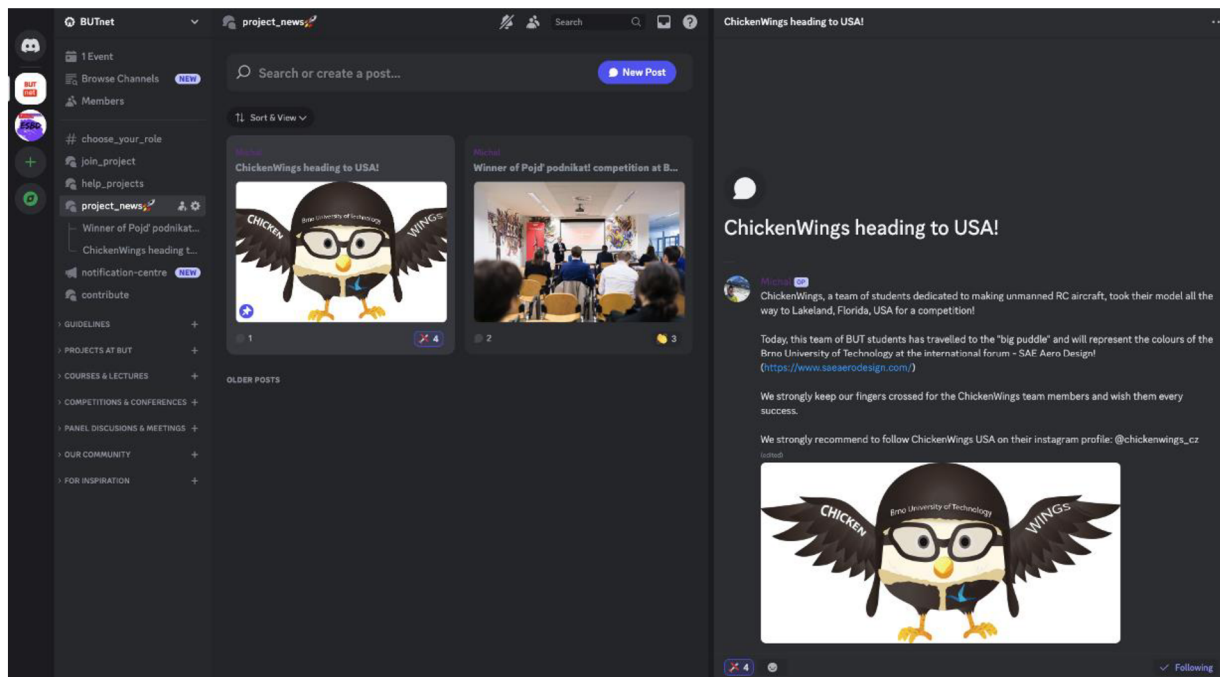 BUTnet
1 Event
Browse Channels NEW
Members
choose_your_role
join_project
help_projects
project_news🚀
Winner of Pojď podnikat...
ChickenWings heading t...
notification-centre NEW
contribute
GUIDELINES
PROJECTS AT BUT
COURSES & LECTURES
COMPETITIONS & CONFERENCES
PANEL DISCUSIONS & MEETINGS
OUR COMMUNITY
FOR INSPIRATION
BUT
net
project_news🚀
Search
Search or create a post...
New Post
Sort & View
Michal
ChickenWings heading to USA!
CHICKEN
Brno University of Technology
WINGS
1
4
Michal
Winner of Pojď podnikat! competition at B...
2
3
OLDER POSTS
ChickenWings heading to USA!
ChickenWings heading to USA!
Michal OP
ChickenWings, a team of students dedicated to making unmanned RC aircraft, took their model all the
way to Lakeland, Florida, USA for a competition!
Today, this team of BUT students has travelled to the "big puddle" and will represent the colours of the
Brno University of Technology at the international forum - SAE Aero Design!
(https://www.saeaerodesign.com/)
We strongly keep our fingers crossed for the ChickenWings team members and wish them every
success.
We strongly recommend to follow ChickenWings USA on their instagram profile: @chickenwings_cz
(edited)
CHICKEN
Brno University of Technology
WINGS
4
Following